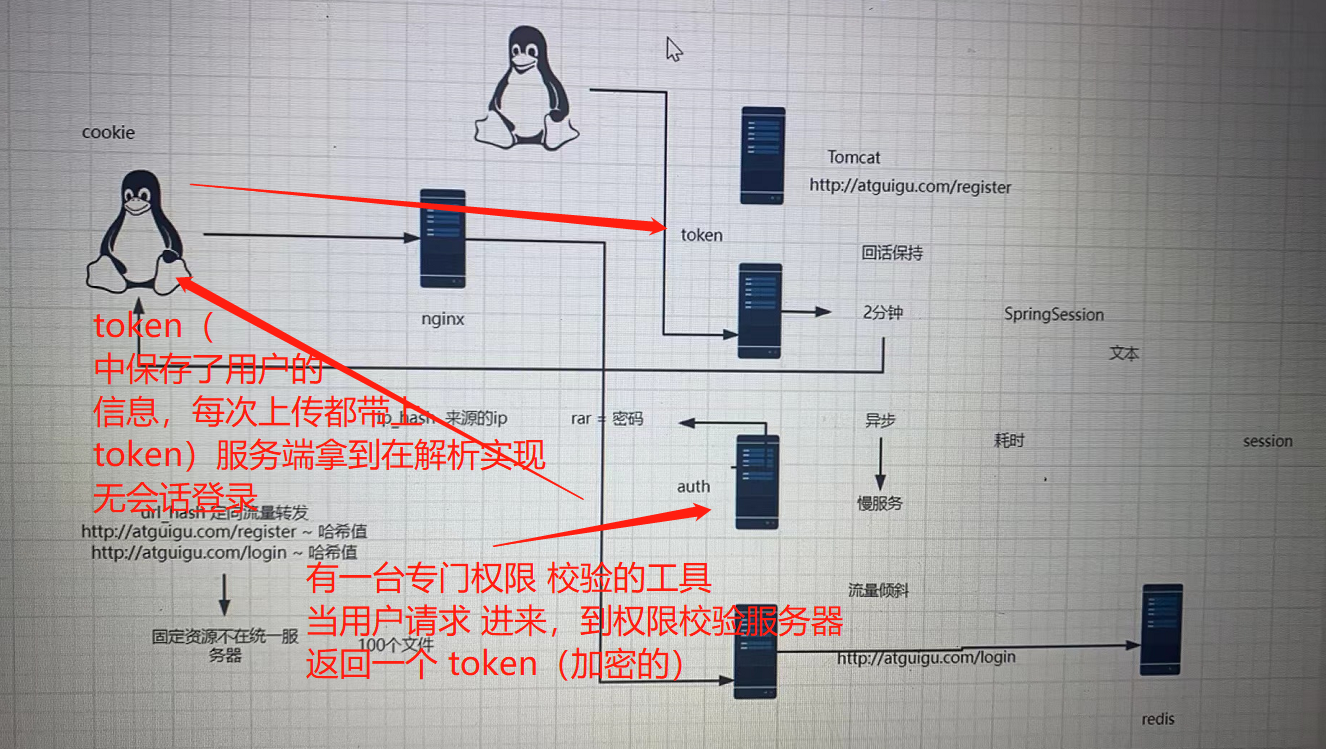 cookie
Tomcat
http://atguigu.com/register
token
回话保持
nginx
2分钟
SpringSession
文本
token（
中保存了用户的
信息，每次上传都带上
token）服务端拿到在解析实现
无会话登录
ip_hash 来源的ip
rar = 密码
异步
耗时
session
auth
慢服务
url_hash 定向流量转发
http://atguigu.com/register ~ 哈希值
http://atguigu.com/login ~ 哈希值
有一台专门权限 校验的工具
当用户请求 进来，到权限校验服务器
返回一个 token（加密的）
流量倾斜
固定资源不在统一服
务器
100个文件
http://atguigu.com/login
redis